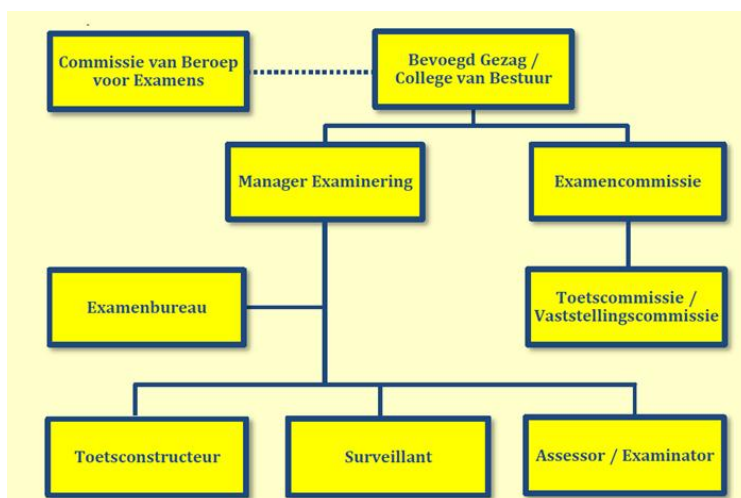 Commissie van Beroep
voor Examens
Bevoegd Gezag /
College van Bestuur
Manager Examinering
Examencommissie
Examenbureau
Toetscommissie /
Vaststellingscommissie
Toetsconstructeur
Surveillant
Assessor / Examinator